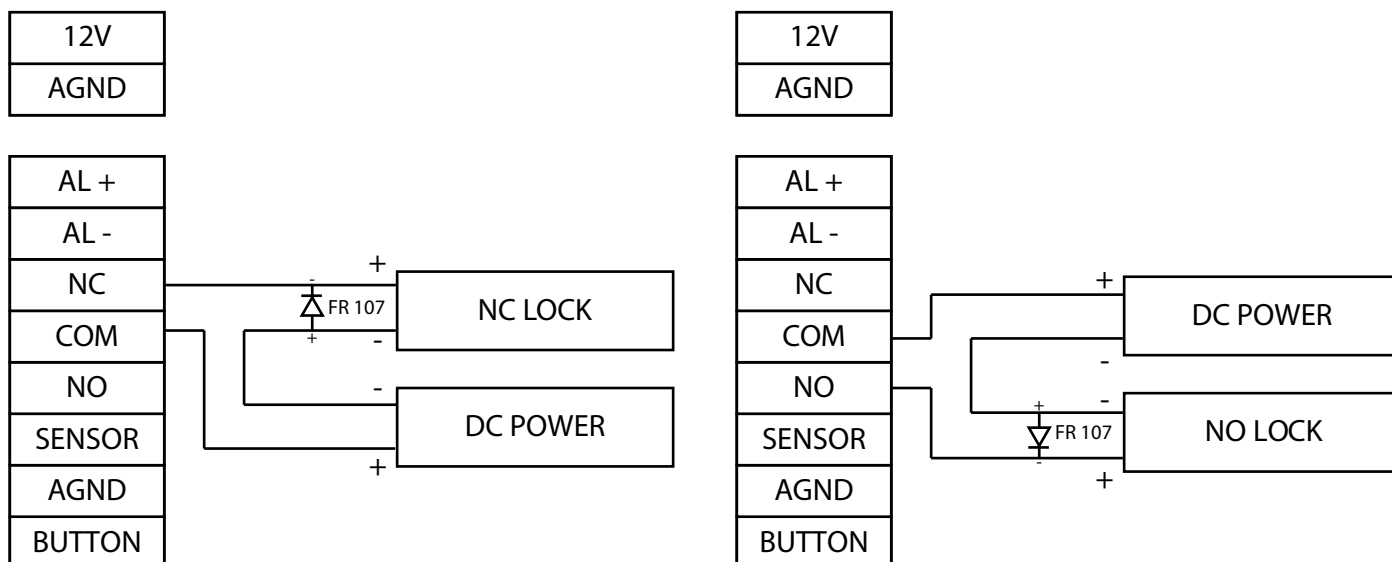 12V
AGND
AL +
AL -
NC
COM
NO
SENSOR
AGND
BUTTON
+
-
FR 107
+
-
NC LOCK
-
DC POWER
+
12V
AGND
AL +
AL -
NC
COM
NO
SENSOR
AGND
BUTTON
+
DC POWER
-
+
-
FR 107
-
NO LOCK
+